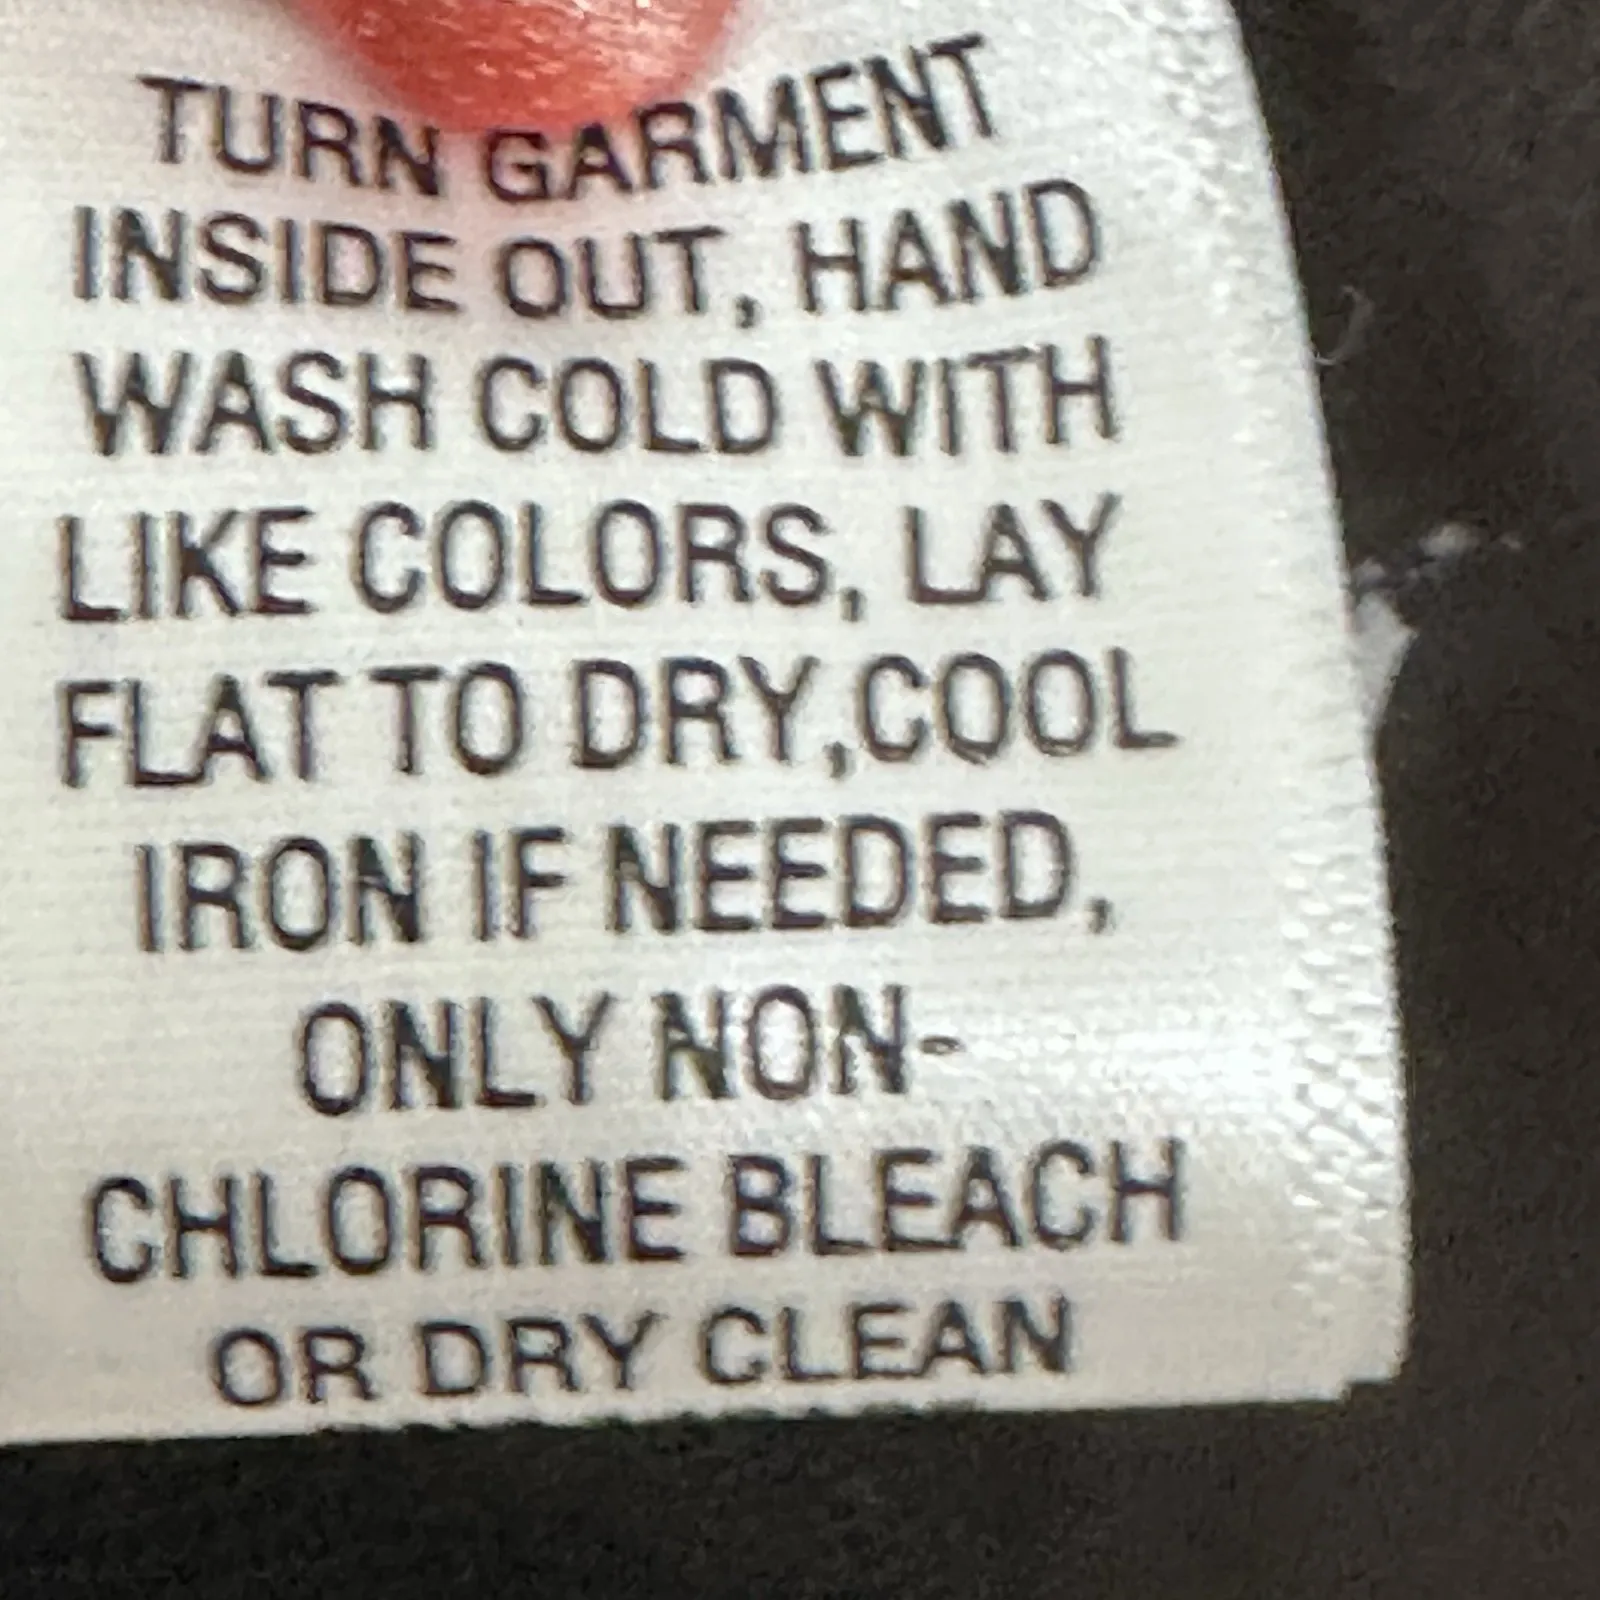 TURN GARMENT
INSIDE OUT, HAND
WASH COLD WITH
LIKE COLORS, LAY
FLAT TO DRY,COOL
IRON IF NEEDED,
ONLY NON-
CHLORINE BLEACH
OR DRY CLEAN